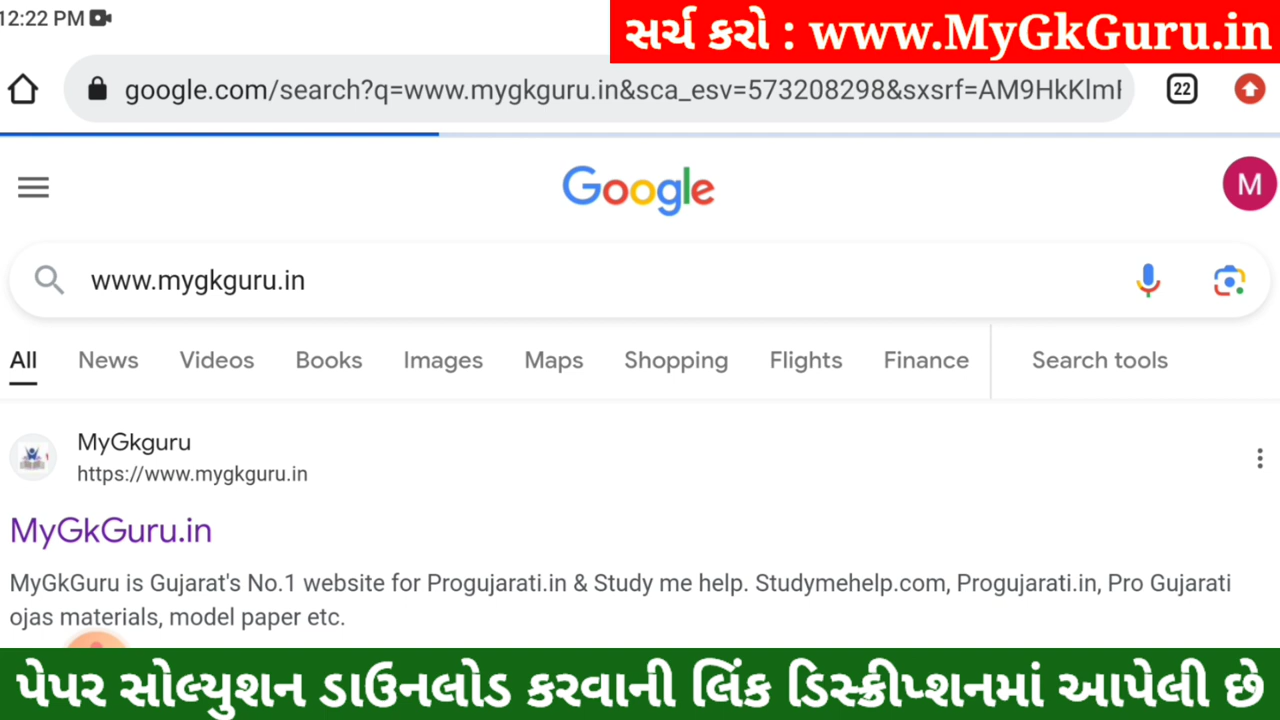 12:22 PM
સર્ચ કરો : www.MyGkGuru.in
google.com/search?q=www.mygkguru.in&sca_esv=573208298&sxsrf=AM9HkKlm
22
Google
M
www.mygkguru.in
All News Videos Books Images Maps Shopping Flights Finance Search tools
MyGkguru
https://www.mygkguru.in
MyGkGuru.in
MyGkGuru is Gujarat's No.1 website for Progujarati.in & Study me help. Studymehelp.com, Progujarati.in, Pro Gujarati
ojas materials, model paper etc.
પેપર સોલ્યુશન ડાઉનલોડ કરવાની લિંક ડિસ્ક્રીપ્શનમાં આપેલી છે